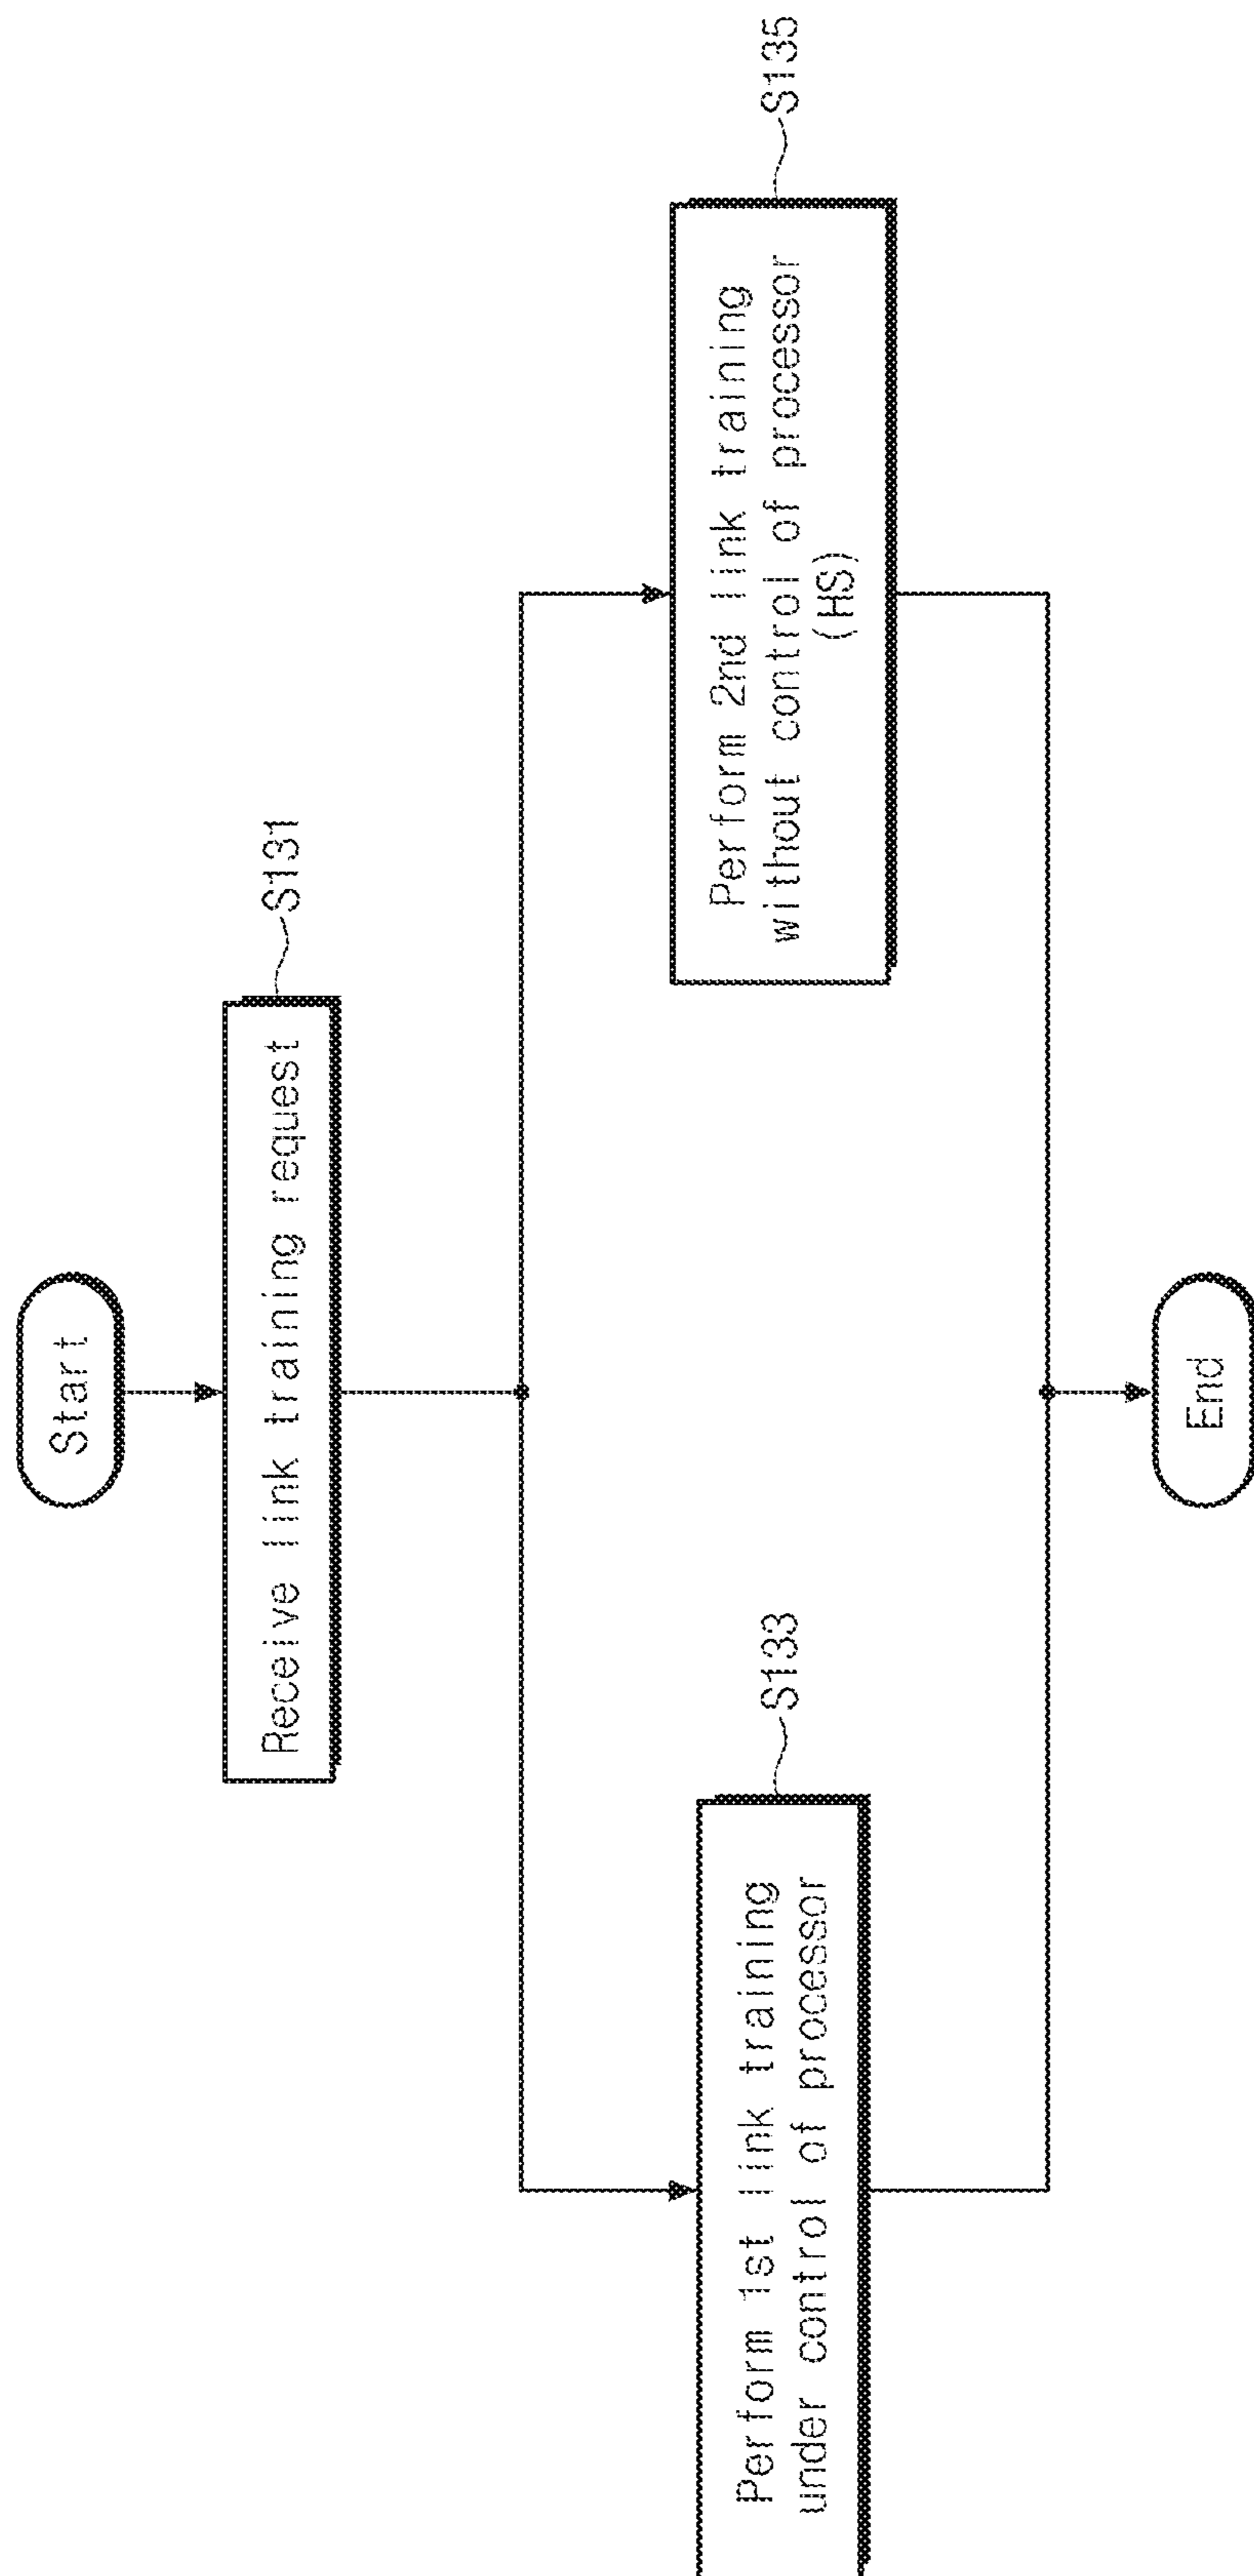 Start
Receive link training request
S131
Perform 1st link training
under control of processor
S133
Perform 2nd link training
without control of processor
(HS)
S135
End